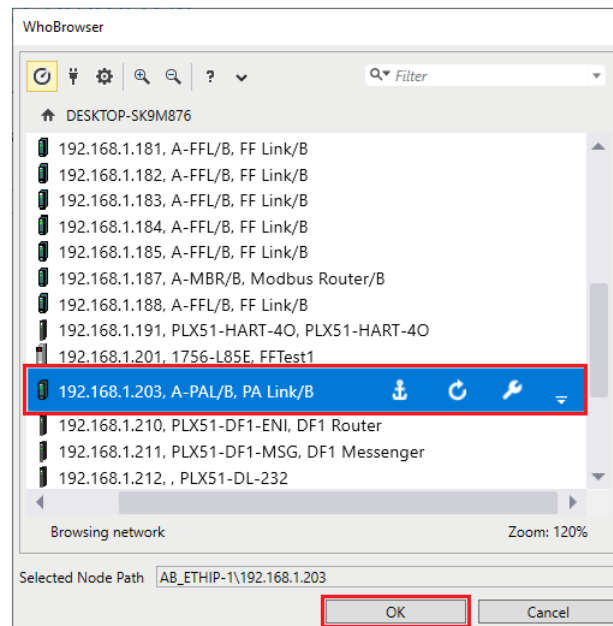 WhoBrowser
? Filter
DESKTOP-SK9M876
192.168.1.181, A-FFL/B, FF Link/B
192.168.1.182, A-FFL/B, FF Link/B
192.168.1.183, A-FFL/B, FF Link/B
192.168.1.184, A-FFL/B, FF Link/B
192.168.1.185, A-FFL/B, FF Link/B
192.168.1.187, A-MBR/B, Modbus Router/B
192.168.1.188, A-FFL/B, FF Link/B
192.168.1.191, PLX51-HART-4O, PLX51-HART-4O
192.168.1.201, 1756-L85E, FFTest1
192.168.1.203, A-PAL/B, PA Link/B
192.168.1.210, PLX51-DF1-ENI, DF1 Router
192.168.1.211, PLX51-DF1-MSG, DF1 Messenger
192.168.1.212, , PLX51-DL-232
Browsing network Zoom: 120%
Selected Node Path AB_ETHIP-1\192.168.1.203
OK Cancel